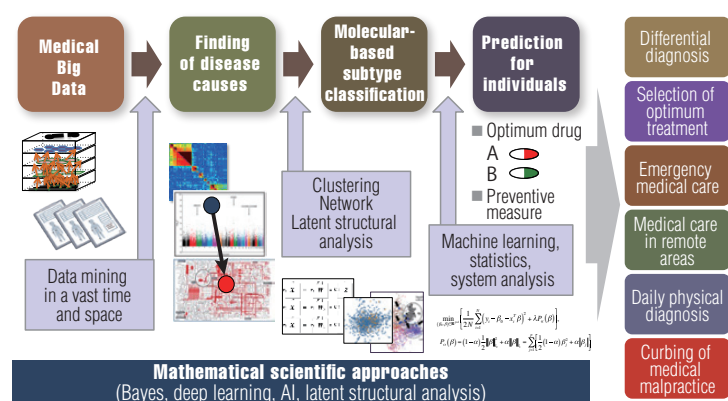 Medical
Big
Data
Finding
of disease
causes
Molecular-
based
subtype
classification
Prediction
for
individuals
Optimum drug
A
B
Preventive
measure
Data mining
in a vast time
and space
Clustering
Network
Latent structural
analysis
Machine learning,
statistics,
system analysis
Mathematical scientific approaches
(Bayes, deep learning, AI, latent structural analysis)
Differential
diagnosis
Selection of
optimum
treatment
Emergency
medical care
Medical care
in remote
areas
Daily physical
diagnosis
Curbing of
medical
malpractice